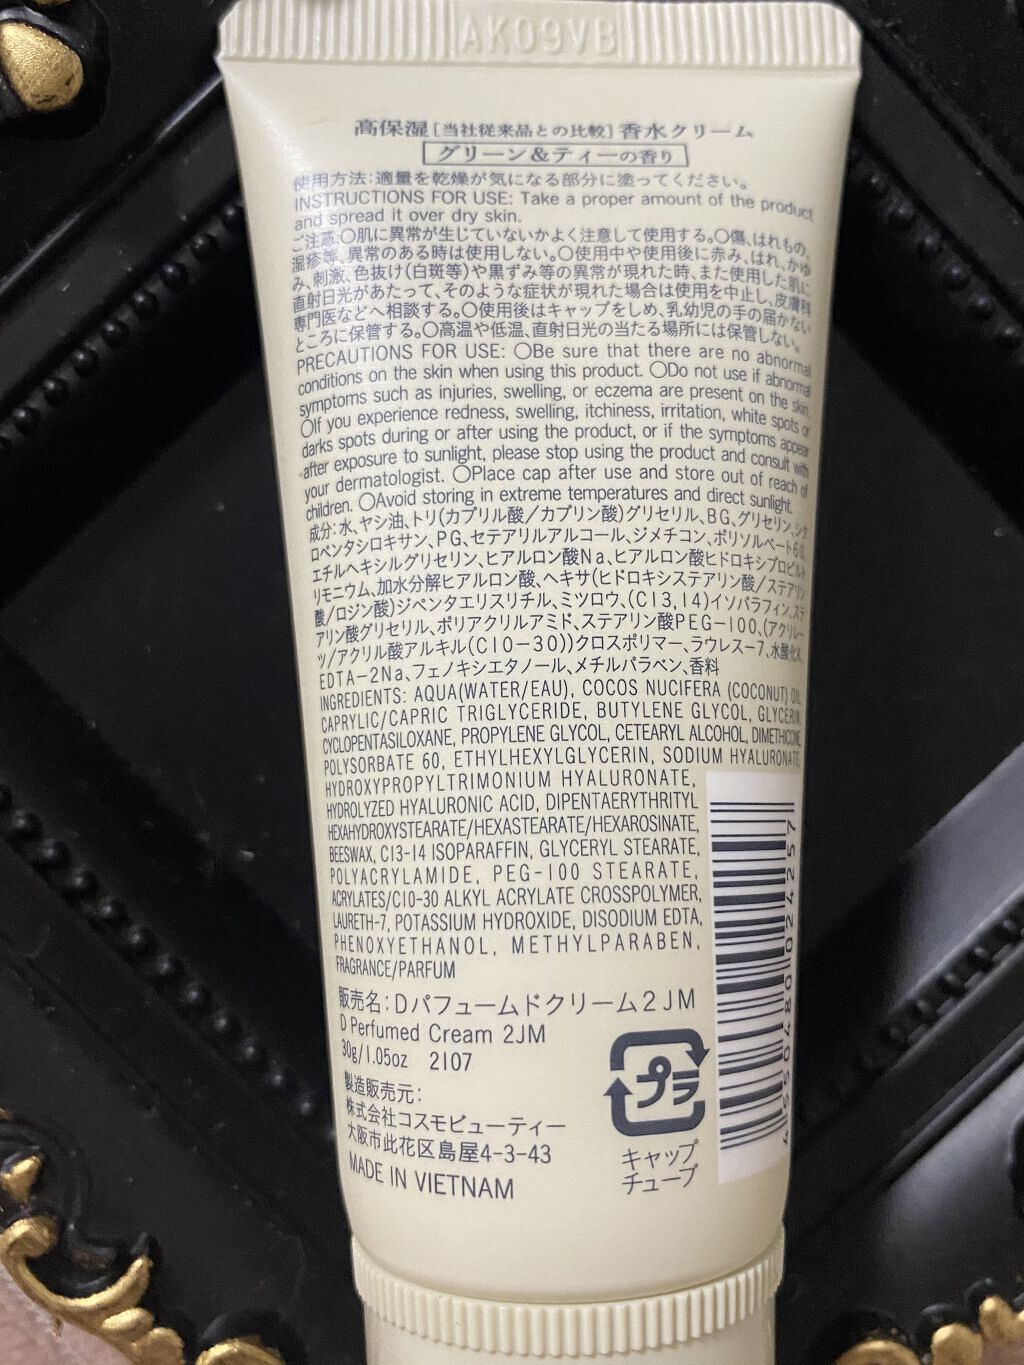 AK09VB
高保湿[当社従来品との比較]香水クリーム
グリーン&ティーの香り
使用方法:適量を乾燥が気になる部分に塗ってください。
INSTRUCTIONS FOR USE: Take a proper amount of the product
and spread it over dry skin.
ご注意:○肌に異常が生じていないかよく注意して使用する。○傷、はれもの、
湿疹等、異常のある時は使用しない。○使用中や使用後に赤み、はれ、かゆ
み、刺激、色抜け(白斑等)や黒ずみ等の異常が現れた時、また使用した肌に
直射日光があたって、そのような症状が現れた場合は使用を中止し、皮膚科
専門医などへ相談する。○使用後はキャップをしめ、乳幼児の手の届かない
ところに保管する。○高温や低温、直射日光の当たる場所には保管しない。
PRECAUTIONS FOR USE: ○Be sure that there are no abnormal
conditions on the skin when using this product. ○Do not use if abnormal
symptoms such as injuries, swelling, or eczema are present on the skin.
○If you experience redness, swelling, itchiness, irritation, white spots or
darks spots during or after using the product, or if the symptoms appear
after exposure to sunlight, please stop using the product and consult with
your dermatologist. ○Place cap after use and store out of reach of
children. ○Avoid storing in extreme temperatures and direct sunlight.
成分:水、ヤシ油、トリ(カプリル酸/カプリン酸)グリセリル、BG、グリセリン、シク
ロペンタシロキサン、PG、セテアリルアルコール、ジメチコン、ポリソルベート60、
エチルヘキシルグリセリン、ヒアルロン酸Na、ヒアルロン酸ヒドロキシプロピルト
リモニウム、加水分解ヒアルロン酸、ヘキサ(ヒドロキシステアリン酸/ステアリン
酸/ロジン酸)ジペンタエリスリチル、ミツロウ、(C13,14)イソパラフィン、ステ
アリン酸グリセリル、ポリアクリルアミド、ステアリン酸PEG-100、(アクリレー
ツ/アクリル酸アルキル(C10-30))クロスポリマー、ラウレス-7、水酸化K、
EDTA-2Na、フェノキシエタノール、メチルパラベン、香料
INGREDIENTS: AQUA(WATER/EAU), COCOS NUCIFERA (COCONUT) OIL,
CAPRYLIC/CAPRIC TRIGLYCERIDE, BUTYLENE GLYCOL, GLYCERIN,
CYCLOPENTASILOXANE, PROPYLENE GLYCOL, CETEARYL ALCOHOL, DIMETHICONE,
POLYSORBATE 60, ETHYLHEXYLGLYCERIN, SODIUM HYALURONATE,
HYDROXYPROPYLTRIMONIUM HYALURONATE,
HYDROLYZED HYALURONIC ACID, DIPENTAERYTHRITYL
HEXAHYDROXYSTEARATE/HEXASTEARATE/HEXAROSINATE,
BEESWAX, C13-14 ISOPARAFFIN, GLYCERYL STEARATE,
POLYACRYLAMIDE, PEG-100 STEARATE,
ACRYLATES/C10-30 ALKYL ACRYLATE CROSSPOLYMER,
LAURETH-7, POTASSIUM HYDROXIDE, DISODIUM EDTA,
PHENOXYETHANOL, METHYLPARABEN,
FRAGRANCE/PARFUM
販売名:Dパフュームドクリーム2JM
D Perfumed Cream 2JM
30g/1.05oz 2107
製造販売元:
株式会社コスモビューティー
大阪市此花区島屋4-3-43
MADE IN VIETNAM
プラ
キャップ
チューブ
4550480024257